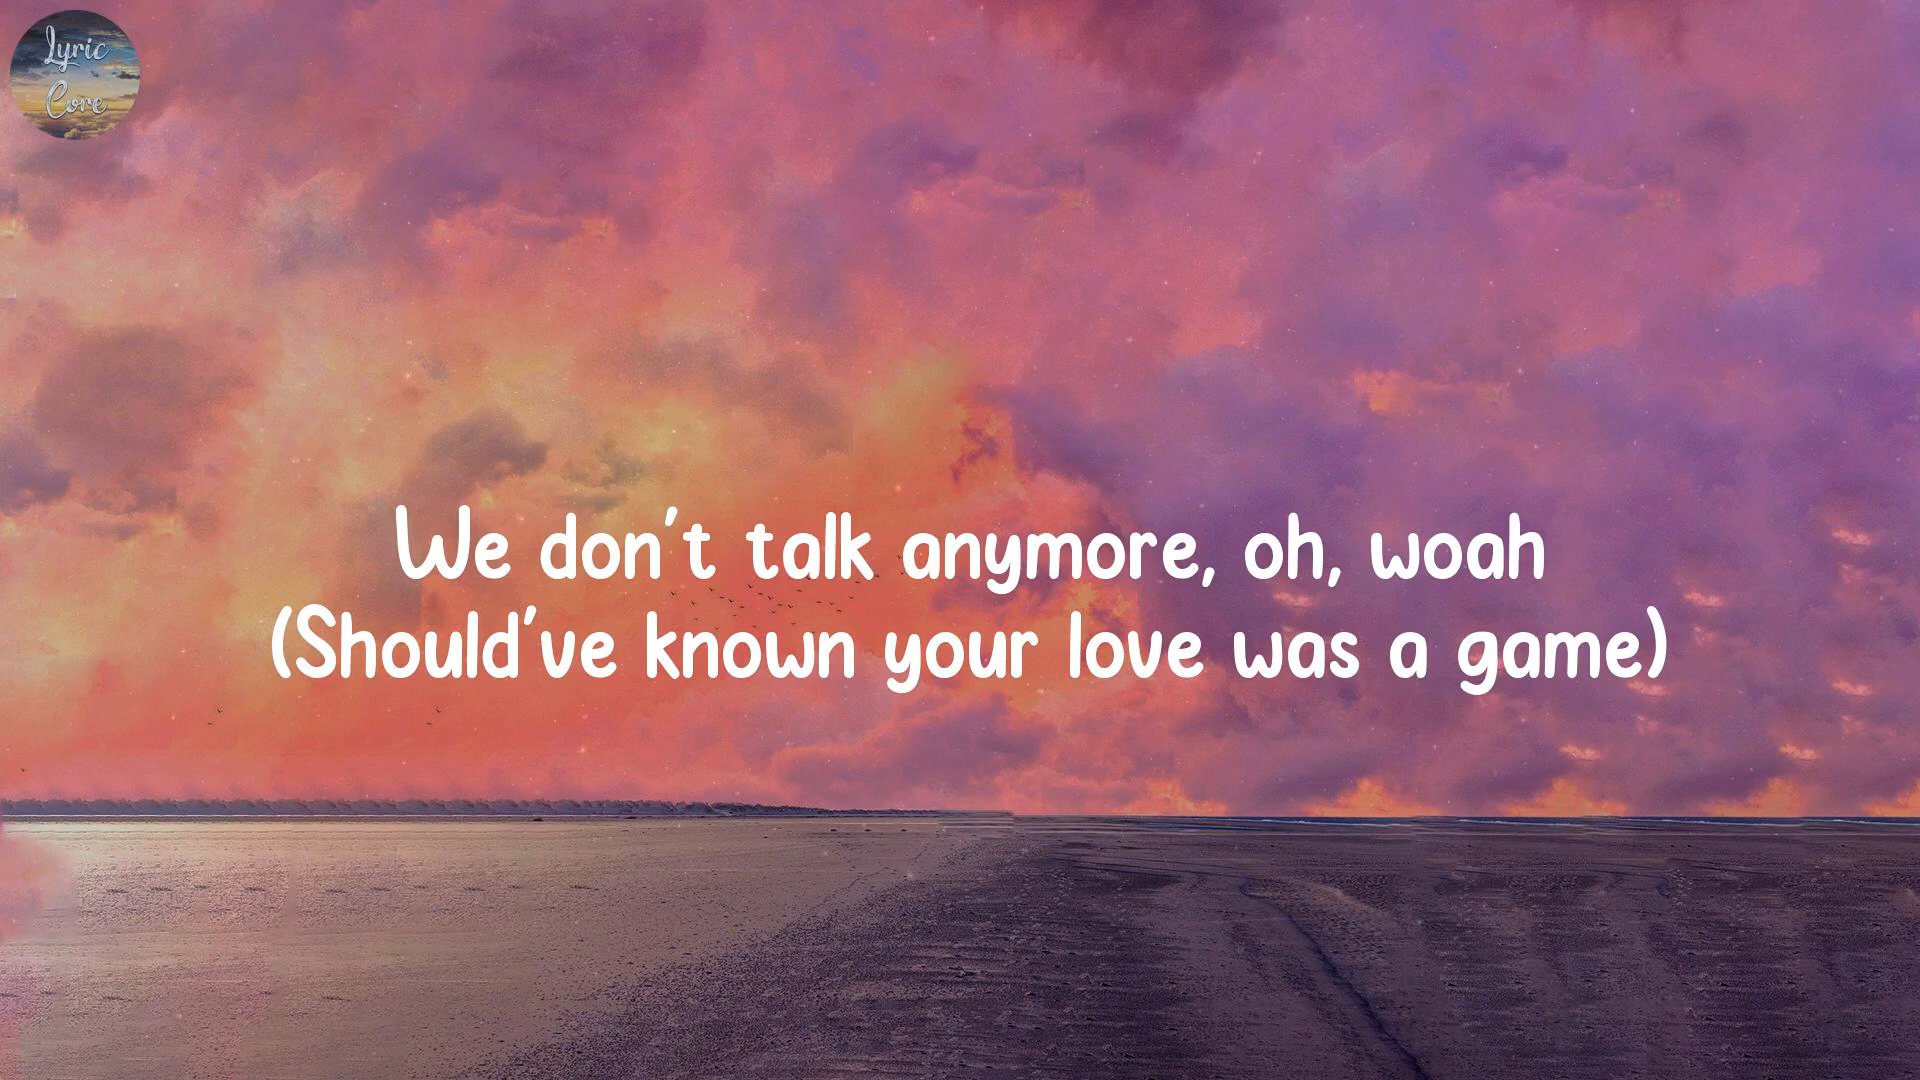 Lyric
Core
We don't talk anymore, oh, woah
(Should've known your love was a game)